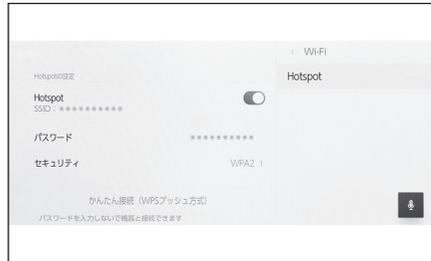 Hotspotの設定
Hotspot
SSID：＊＊＊＊＊＊＊＊＊＊
パスワード ＊＊＊＊＊＊＊＊＊＊
セキュリティ WPA2
かんたん接続（WPSプッシュ方式）
パスワードを入力しないで機器と接続できます
＜ Wi-Fi
Hotspot